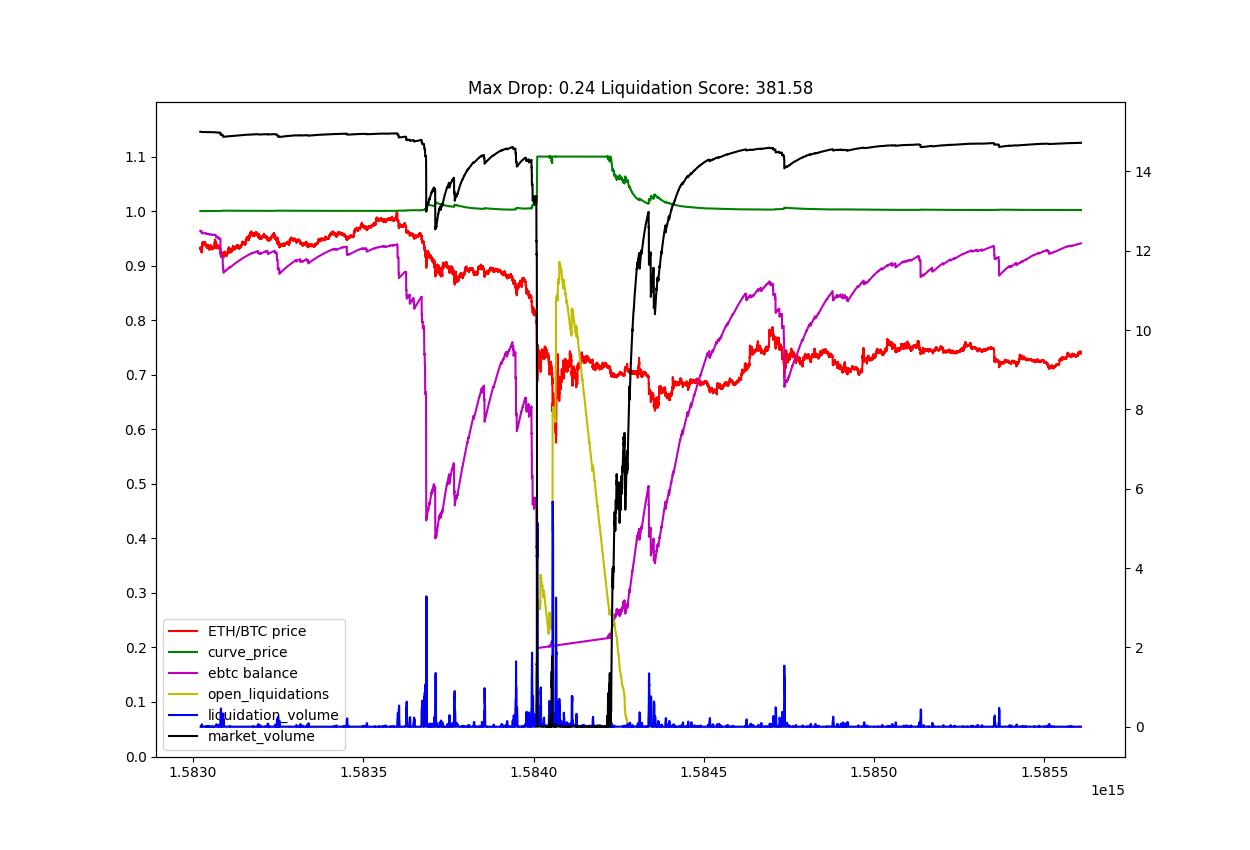 Max Drop: 0.24 Liquidation Score: 381.58
1.1
1.0
0.9
0.8
0.7
0.6
0.5
0.4
0.3
0.2
0.1
0.0
14
12
10
8
6
4
2
0
ETH/BTC price
curve_price
ebtc balance
open_liquidations
liquidation_volume
market_volume
1.5830 1.5835 1.5840 1.5845 1.5850 1.5855
1e15